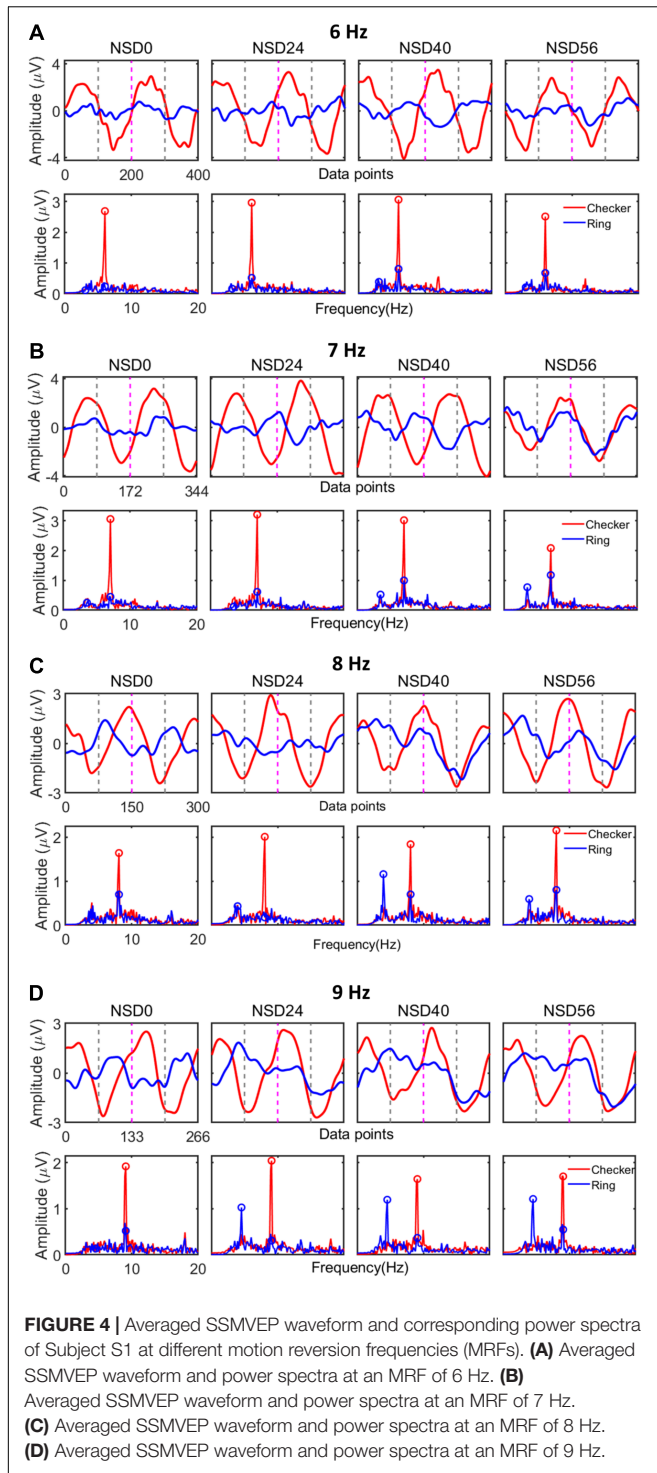 A 6 Hz
NSD0 NSD24 NSD40 NSD56
Amplitude (μV)
4
0
-4
0 200 400
Data points
Amplitude (μV)
3
2
1
0
Checker
Ring
0 10 20
Frequency(Hz)
B 7 Hz
NSD0 NSD24 NSD40 NSD56
Amplitude (μV)
4
0
-4
0 172 344
Data points
Amplitude (μV)
3
2
1
0
Checker
Ring
0 10 20
Frequency(Hz)
C 8 Hz
NSD0 NSD24 NSD40 NSD56
Amplitude (μV)
3
0
-3
0 150 300
Data points
Amplitude (μV)
2
1
0
Checker
Ring
0 10 20
Frequency(Hz)
D 9 Hz
NSD0 NSD24 NSD40 NSD56
Amplitude (μV)
3
0
-3
0 133 266
Data points
Amplitude (μV)
2
1
0
Checker
Ring
0 10 20
Frequency(Hz)
FIGURE 4 | Averaged SSMVEP waveform and corresponding power spectra
of Subject S1 at different motion reversion frequencies (MRFs). (A) Averaged
SSMVEP waveform and power spectra at an MRF of 6 Hz. (B)
Averaged SSMVEP waveform and power spectra at an MRF of 7 Hz.
(C) Averaged SSMVEP waveform and power spectra at an MRF of 8 Hz.
(D) Averaged SSMVEP waveform and power spectra at an MRF of 9 Hz.